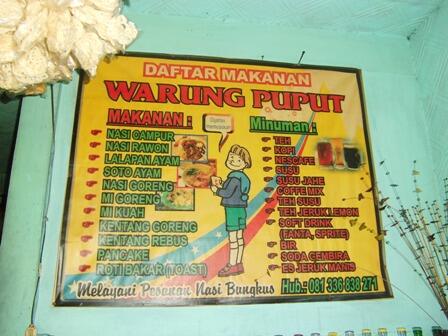 DAFTAR MAKANAN
WARUNG PUPUT
MAKANAN :
NASI CAMPUR
NASI RAWON
LALAPAN AYAM
SOTO AYAM
NASI GORENG
MI GORENG
MI KUAH
KENTANG GORENG
KENTANG REBUS
PANCAKE
ROTI BAKAR (TOAST)
Minuman :
TEH
KOPI
NESCAFE
SUSU
SUSU JAHE
COFFE MIX
TEH SUSU
TEH JERUK LEMON
SOFT DRINK
(FANTA, SPRITE)
BIR
SODA GEMBIRA
ES JERUK MANIS
Melayani Pesanan Nasi Bungkus
Hub.: 081 336 838 271